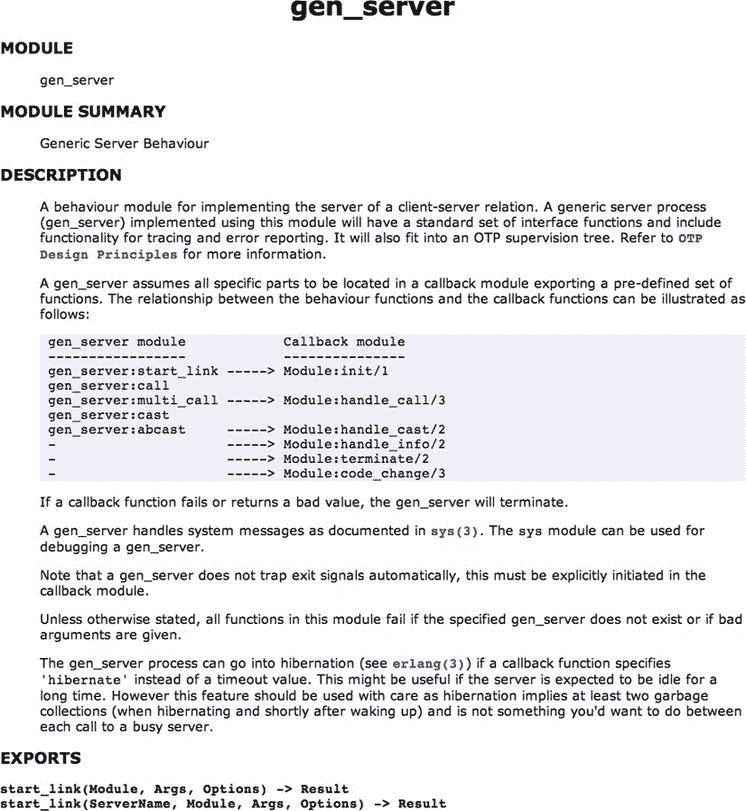 gen_server
MODULE
gen_server
MODULE SUMMARY
Generic Server Behaviour
DESCRIPTION
A behaviour module for implementing the server of a client-server relation. A generic server process
(gen_server) implemented using this module will have a standard set of interface functions and include
functionality for tracing and error reporting. It will also fit into an OTP supervision tree. Refer to OTP
Design Principles for more information.
A gen_server assumes all specific parts to be located in a callback module exporting a pre-defined set of
functions. The relationship between the behaviour functions and the callback functions can be illustrated as
follows:
gen_server module            Callback module
-----------------            ---------------
gen_server:start_link -----> Module:init/1
gen_server:call
gen_server:multi_call -----> Module:handle_call/3
gen_server:cast
gen_server:abcast     -----> Module:handle_cast/2
-                     -----> Module:handle_info/2
-                     -----> Module:terminate/2
-                     -----> Module:code_change/3
If a callback function fails or returns a bad value, the gen_server will terminate.
A gen_server handles system messages as documented in sys(3). The sys module can be used for
debugging a gen_server.
Note that a gen_server does not trap exit signals automatically, this must be explicitly initiated in the
callback module.
Unless otherwise stated, all functions in this module fail if the specified gen_server does not exist or if bad
arguments are given.
The gen_server process can go into hibernation (see erlang(3)) if a callback function specifies
'hibernate' instead of a timeout value. This might be useful if the server is expected to be idle for a
long time. However this feature should be used with care as hibernation implies at least two garbage
collections (when hibernating and shortly after waking up) and is not something you'd want to do between
each call to a busy server.
EXPORTS
start_link(Module, Args, Options) -> Result
start_link(ServerName, Module, Args, Options) -> Result